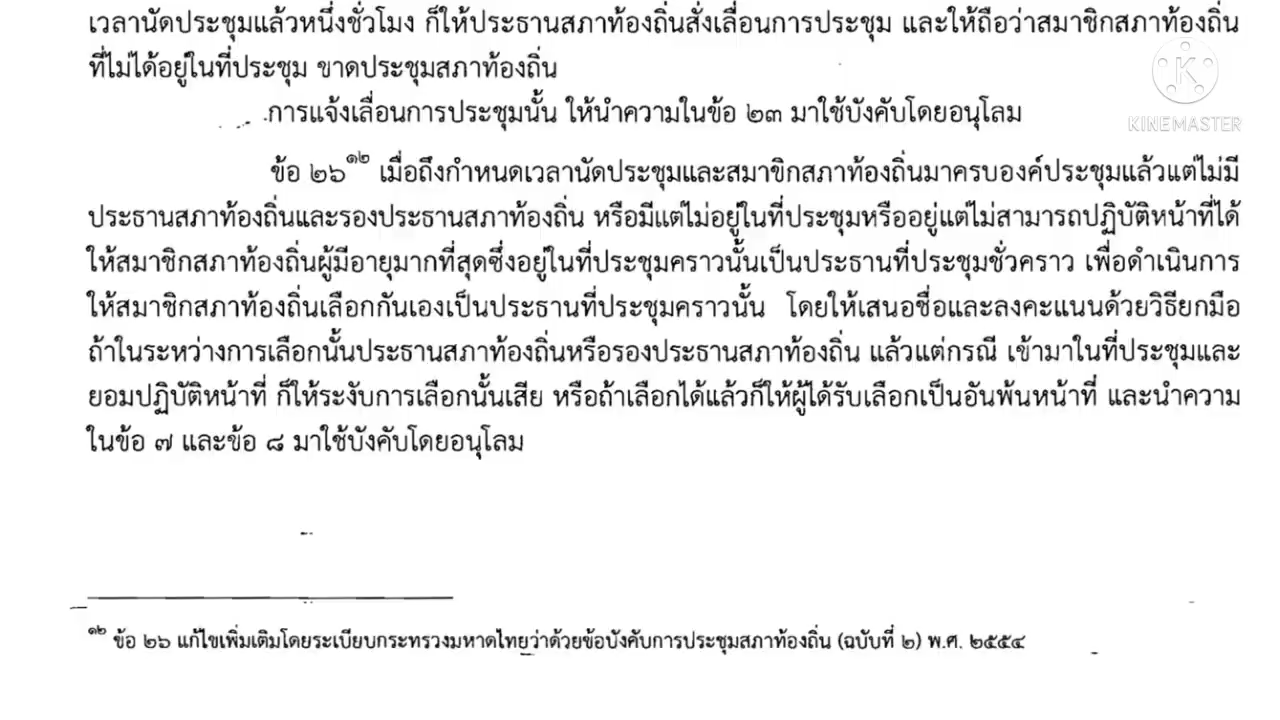 เวลานัดประชุมแล้วหนึ่งชั่วโมง ก็ให้ประธานสภาท้องถิ่นสั่งเลื่อนการประชุม และให้ถือว่าสมาชิกสภาท้องถิ่น
ที่ไม่ได้อยู่ในที่ประชุม ขาดประชุมสภาท้องถิ่น
การแจ้งเลื่อนการประชุมนั้น ให้นำความในข้อ ๒๓ มาใช้บังคับโดยอนุโลม
ข้อ ๒๖๑๒ เมื่อถึงกำหนดเวลานัดประชุมและสมาขิกสภาท้องถิ่นมาครบองค์ประชุมแล้วแต่ไม่มี
ประธานสภาท้องถิ่นและรองประธานสภาท้องถิ่น หรือมีแต่ไม่อยู่ในที่ประชุมหรืออยู่แต่ไม่สามารถปฏิบัติหน้าที่ได้
ให้สมาชิกสภาท้องถิ่นผู้มีอายุมากที่สุดซึ่งอยู่ในที่ประชุมคราวนั้นเป็นประธานที่ประชุมชั่วคราว เพื่อดำเนินการ
ให้สมาชิกสภาท้องถิ่นเลือกกันเองเป็นประธานที่ประชุมคราวนั้น โดยให้เสนอชื่อและลงคะแนนด้วยวิธียกมือ
ถ้าในระหว่างการเลือกนั้นประธานสภาท้องถิ่นหรือรองประธานสภาท้องถิ่น แล้วแต่กรณี เข้ามาในที่ประชุมและ
ยอมปฏิบัติหน้าที่ ก็ให้ระงับการเลือกนั้นเสีย หรือถ้าเลือกได้แล้วก็ให้ผู้ได้รับเลือกเป็นอันพ้นหน้าที่ และนำความ
ในข้อ ๗ และข้อ ๘ มาใช้บังคับโดยอนุโลม
๑๒ ข้อ ๒๖ แก้ไขเพิ่มเติมโดยระเบียบกระทรวงมหาดไทยว่าด้วยข้อบังคับการประชุมสภาท้องถิ่น (ฉบับที่ ๒) พ.ศ. ๒๕๕๔
K
KINEMASTER